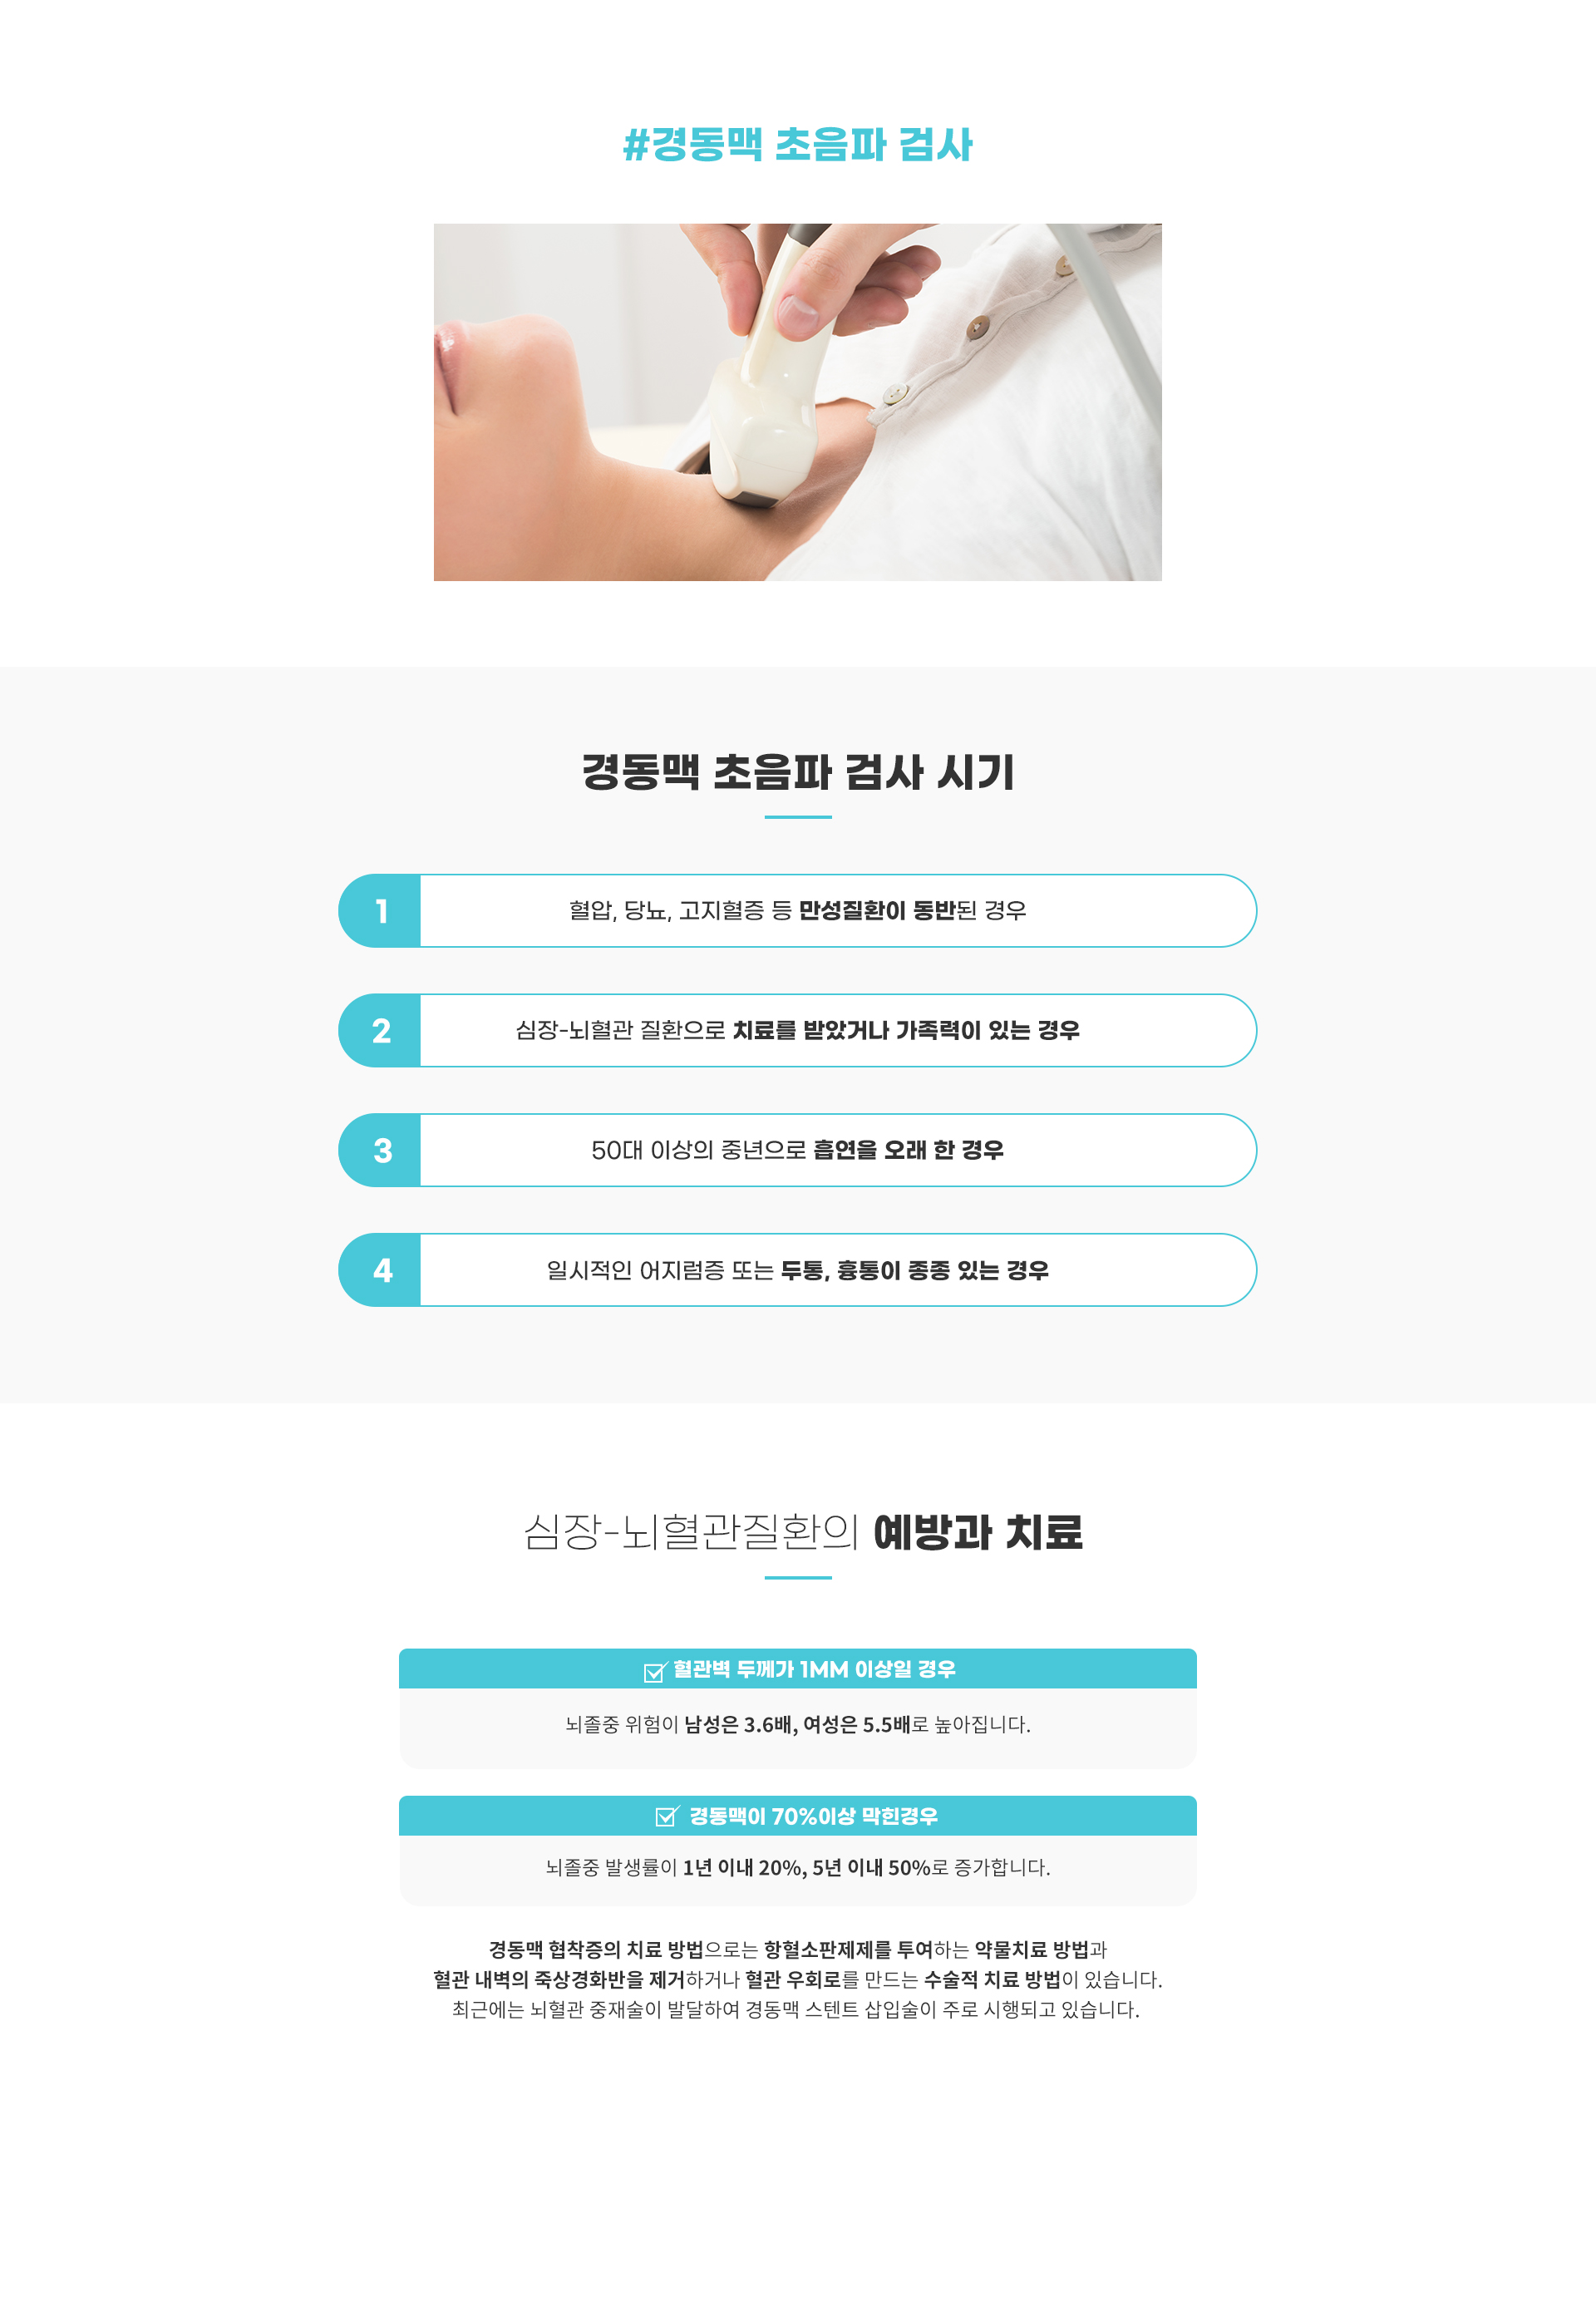 #경동맥 초음파 검사
경동맥 초음파 검사 시기
1
혈압, 당뇨, 고지혈증 등 만성질환이 동반된 경우
2
심장-뇌혈관 질환으로 치료를 받았거나 가족력이 있는 경우
3
50대 이상의 중년으로 흡연을 오래 한 경우
4
일시적인 어지럼증 또는 두통, 흉통이 종종 있는 경우
심장-뇌혈관질환의 예방과 치료
혈관벽 두께가 1MM 이상일 경우
뇌졸중 위험이 남성은 3.6배, 여성은 5.5배로 높아집니다.
경동맥이 70%이상 막힌경우
뇌졸중 발생률이 1년 이내 20%, 5년 이내 50%로 증가합니다.
경동맥 협착증의 치료 방법으로는 항혈소판제제를 투여하는 약물치료 방법과
혈관 내벽의 죽상경화반을 제거하거나 혈관 우회로를 만드는 수술적 치료 방법이 있습니다.
최근에는 뇌혈관 중재술이 발달하여 경동맥 스텐트 삽입술이 주로 시행되고 있습니다.